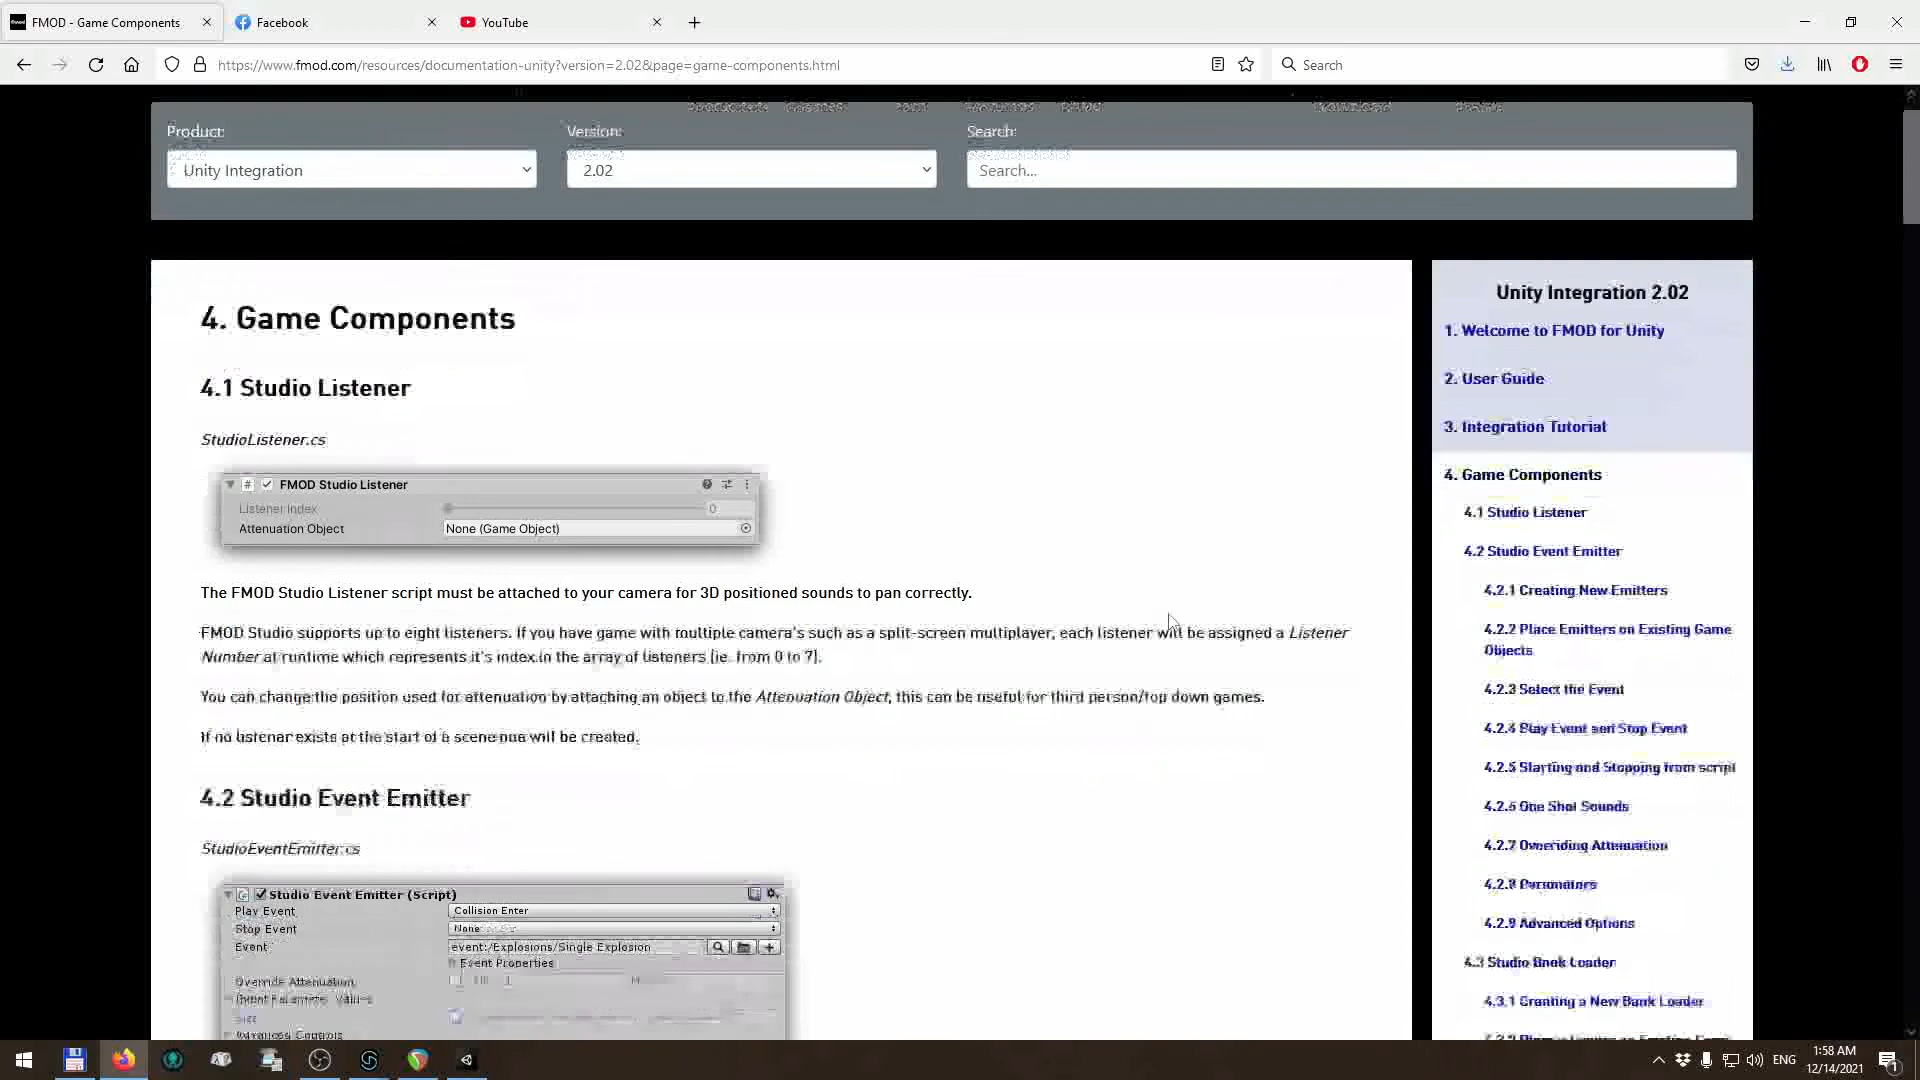 FMOD - Game Components
Facebook
YouTube
https://www.fmod.com/resources/documentation-unity?version=2.02&page=game-components.html
Search
Product:
Version:
Search:
Unity Integration
2.02
Search...
4. Game Components
4.1 Studio Listener
StudioListener.cs
FMOD Studio Listener
Listener Index
0
Attenuation Object
None (Game Object)
The FMOD Studio Listener script must be attached to your camera for 3D positioned sounds to pan correctly.
FMOD Studio supports up to eight listeners. If you have game with multiple camera's such as a split-screen multiplayer, each listener will be assigned a Listener
Number at runtime which represents it's index in the array of listeners (ie. from 0 to 7).
You can change the position used for attenuation by attaching an object to the Attenuation Object, this can be useful for third person/top down games.
If no listener exists at the start of a scene one will be created.
4.2 Studio Event Emitter
StudioEventEmitter.cs
Studio Event Emitter (Script)
Play Event
Collision Enter
Stop Event
None
Event
event:/Explosions/Single Explosion
Event Properties
Override Attenuation
Advanced Controls
Unity Integration 2.02
1. Welcome to FMOD for Unity
2. User Guide
3. Integration Tutorial
4. Game Components
4.1 Studio Listener
4.2 Studio Event Emitter
4.2.1 Creating New Emitters
4.2.2 Place Emitters on Existing Game
Objects
4.2.3 Select the Event
4.2.4 Play Event and Stop Event
4.2.5 Starting and Stopping from script
4.2.6 One Shot Sounds
4.2.7 Overriding Attenuation
4.2.8 Parameters
4.2.9 Advanced Options
4.3 Studio Bank Loader
4.3.1 Creating a New Bank Loader
ENG
1:58 AM
12/14/2021
1